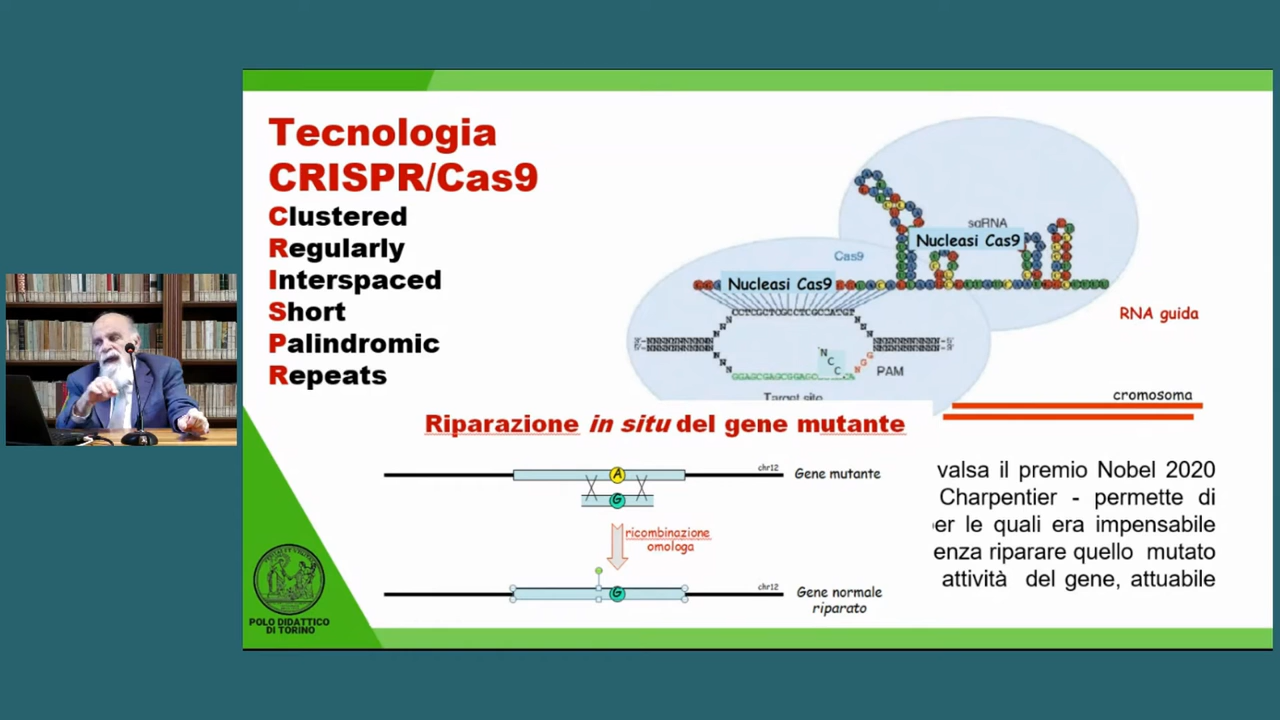 Tecnologia
CRISPR/Cas9
Clustered
Regularly
Interspaced
Short
Palindromic
Repeats
sgRNA
Nucleasi Cas9
Cas9
Nucleasi Cas9
RNA guida
CCTCGCTCGCCTCGCCATGT
N
C
C
PAM
GGAGCGAGCGGAGC
Target site
cromosoma
Riparazione in situ del gene mutante
A
chr12
Gene mutante
G
ricombinazione
omologa
G
chr12
Gene normale
riparato
valsa il premio Nobel 2020
Charpentier - permette di
er le quali era impensabile
enza riparare quello mutato
attività del gene, attuabile
POLO DIDATTICO
DI TORINO